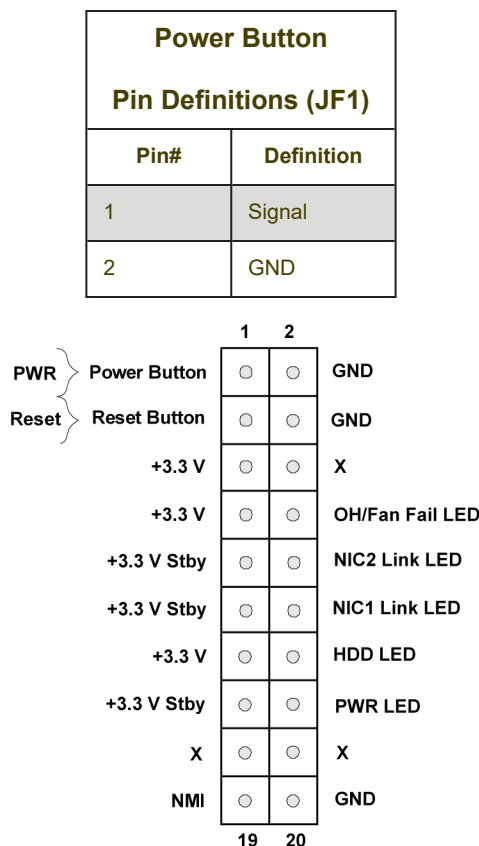 Power Button
Pin Definitions (JF1)
Pin# Definition
1 Signal
2 GND
1 2
PWR Power Button GND
Reset Reset Button GND
+3.3 V X
+3.3 V OH/Fan Fail LED
+3.3 V Stby NIC2 Link LED
+3.3 V Stby NIC1 Link LED
+3.3 V HDD LED
+3.3 V Stby PWR LED
X X
NMI GND
19 20